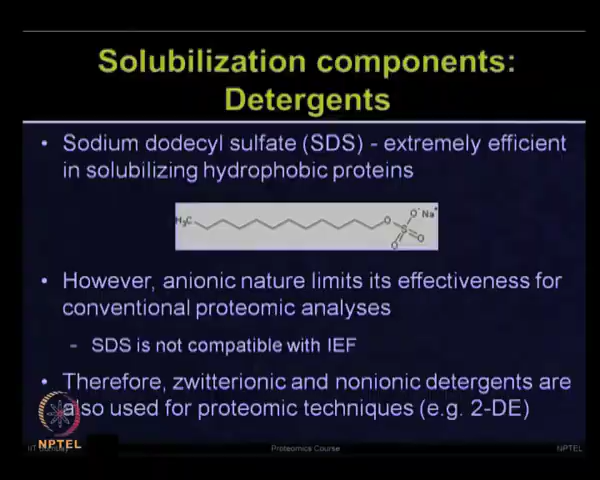 Solubilization components:
Detergents
• Sodium dodecyl sulfate (SDS) - extremely efficient
in solubilizing hydrophobic proteins
H₃C O S O⁻ Na⁺ O O
• However, anionic nature limits its effectiveness for
conventional proteomic analyses
- SDS is not compatible with IEF
• Therefore, zwitterionic and nonionic detergents are
also used for proteomic techniques (e.g. 2-DE)
NPTEL
IIT Bombay Proteomics Course NPTEL